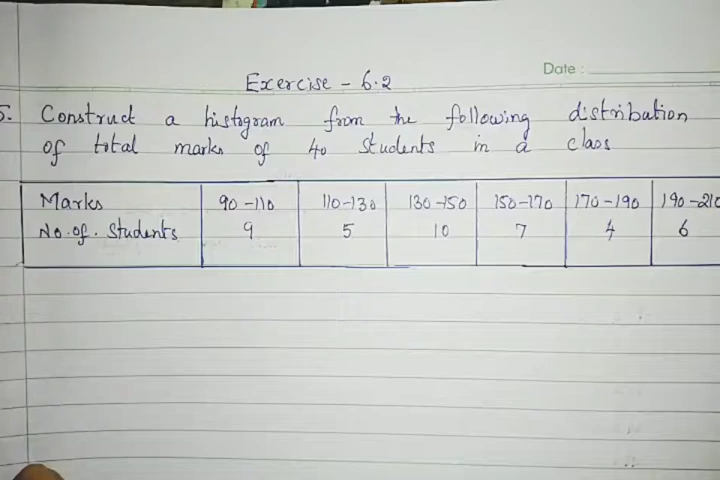 Date :
Exercise - 6.2
5. Construct a histogram from the following distribution
of total marks of 40 students in a class
Marks 90-110 110-130 130-150 150-170 170-190 190-210
No.of. Students 9 5 10 7 4 6